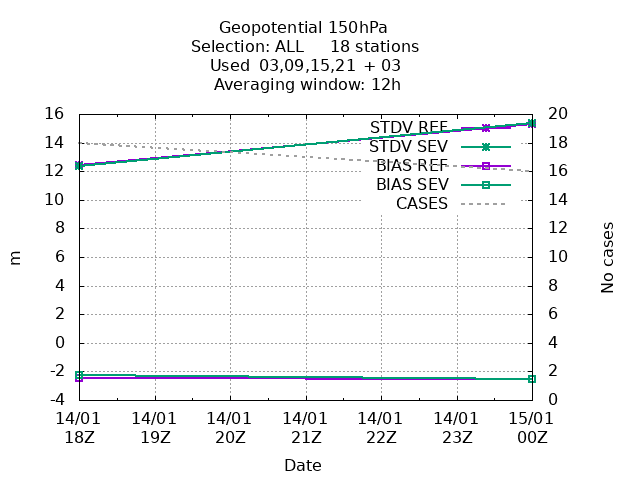 Geopotential 150hPa
Selection: ALL 18 stations
Used 03,09,15,21 + 03
Averaging window: 12h
16
14
12
10
8
6
4
2
0
-2
-4
m
20
18
16
14
12
10
8
6
4
2
0
No cases
STDV REF
STDV SEV
BIAS REF
BIAS SEV
CASES
14/01 14/01 14/01 14/01 14/01 14/01 15/01
18Z 19Z 20Z 21Z 22Z 23Z 00Z
Date